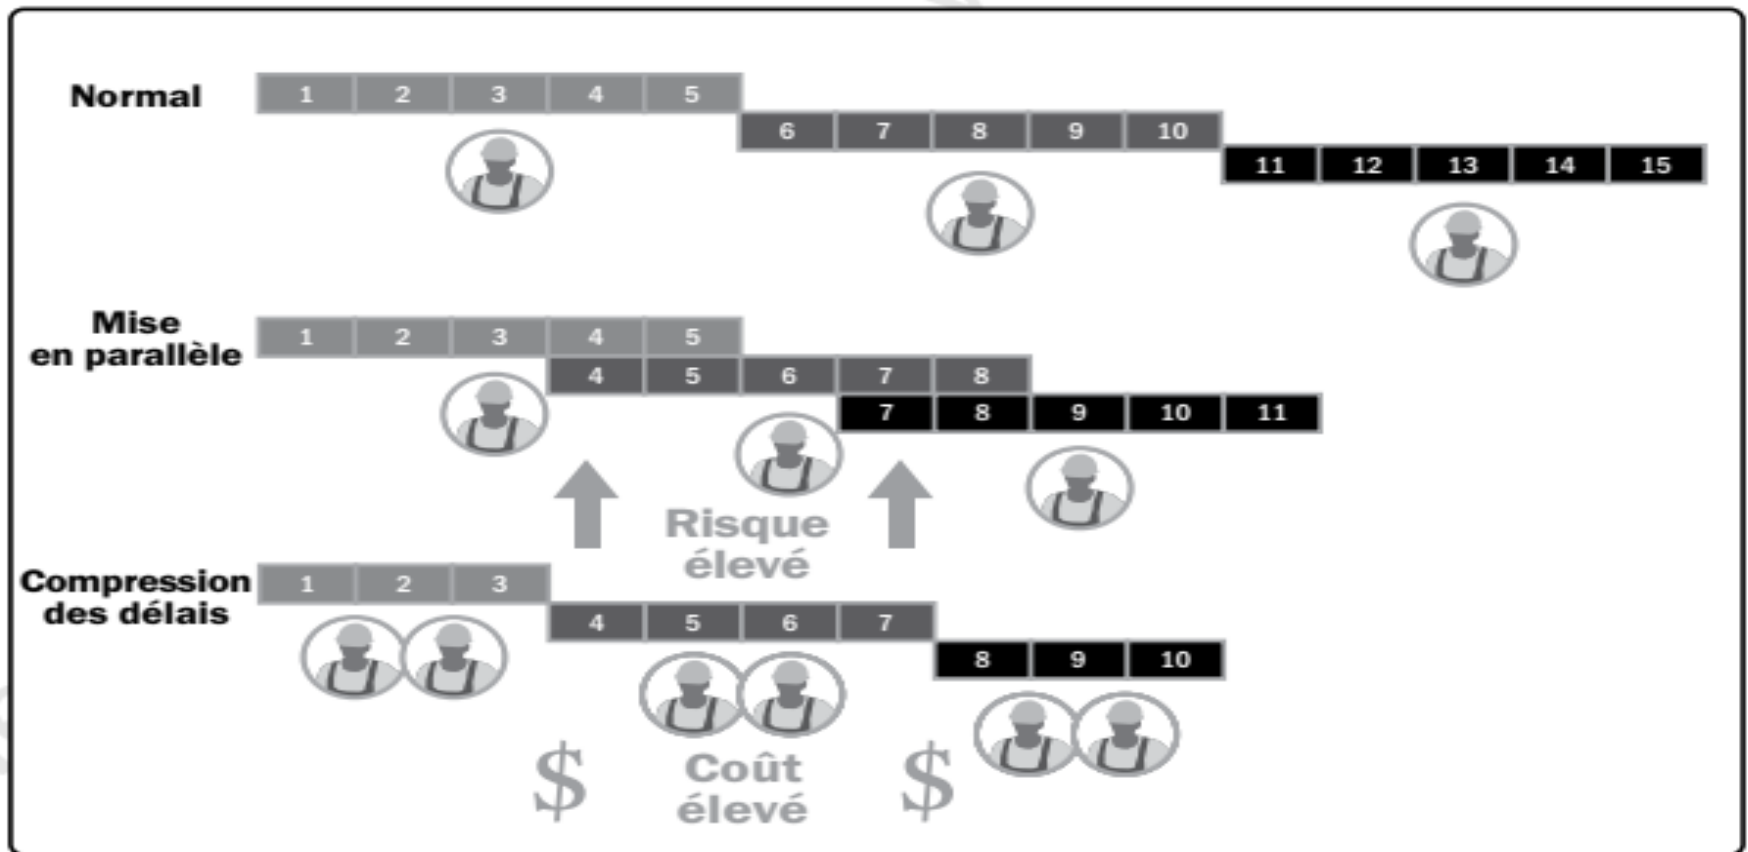 Normal
1 2 3 4 5
6 7 8 9 10
11 12 13 14 15
Mise
en parallèle
1 2 3 4 5
4 5 6 7 8
7 8 9 10 11
Risque
élevé
Compression
des délais
1 2 3
4 5 6 7
8 9 10
$ Coût $
élevé